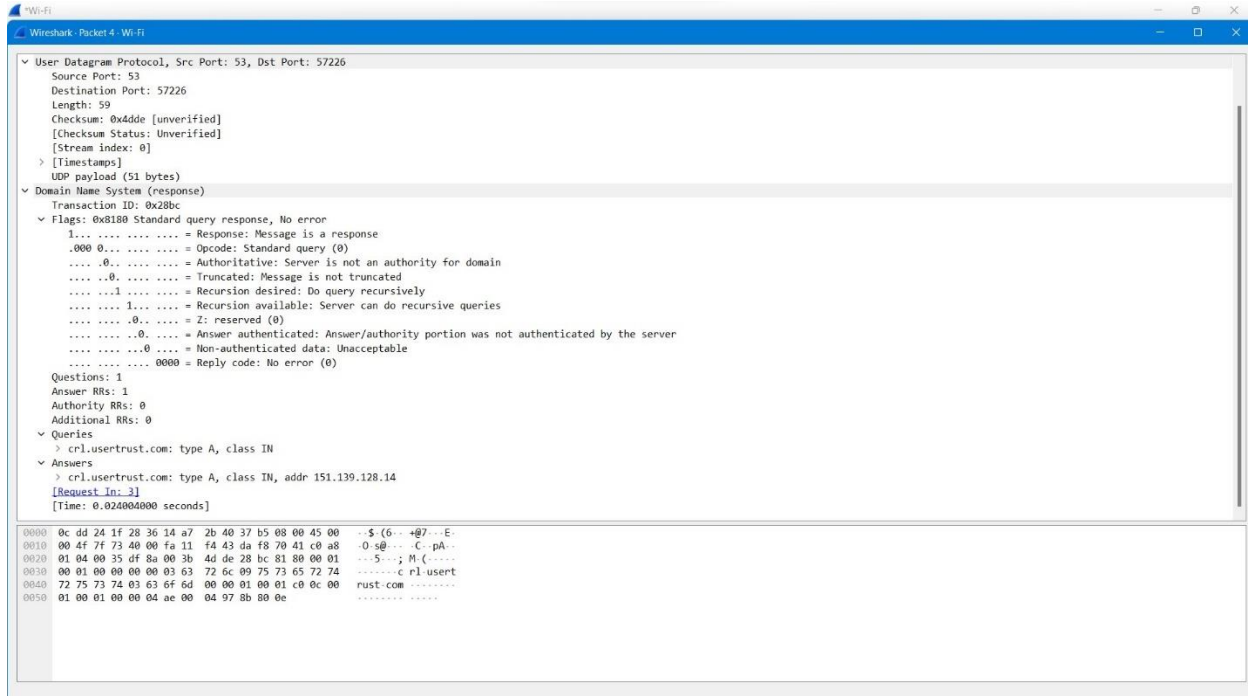 *Wi-Fi
Wireshark · Packet 4 · Wi-Fi
User Datagram Protocol, Src Port: 53, Dst Port: 57226
Source Port: 53
Destination Port: 57226
Length: 59
Checksum: 0x4dde [unverified]
[Checksum Status: Unverified]
[Stream index: 0]
[Timestamps]
UDP payload (51 bytes)
Domain Name System (response)
Transaction ID: 0x28bc
Flags: 0x8180 Standard query response, No error
1... .... .... .... = Response: Message is a response
.000 0... .... .... = Opcode: Standard query (0)
.... .0.. .... .... = Authoritative: Server is not an authority for domain
.... ..0. .... .... = Truncated: Message is not truncated
.... ...1 .... .... = Recursion desired: Do query recursively
.... .... 1... .... = Recursion available: Server can do recursive queries
.... .... .0.. .... = Z: reserved (0)
.... .... ..0. .... = Answer authenticated: Answer/authority portion was not authenticated by the server
.... .... ...0 .... = Non-authenticated data: Unacceptable
.... .... .... 0000 = Reply code: No error (0)
Questions: 1
Answer RRs: 1
Authority RRs: 0
Additional RRs: 0
Queries
crl.usertrust.com: type A, class IN
Answers
crl.usertrust.com: type A, class IN, addr 151.139.128.14
[Request In: 3]
[Time: 0.024004000 seconds]
0000 0c dd 24 1f 28 36 14 a7 2b 40 37 b5 08 00 45 00 ··$·(6·· +@7···E·
0010 00 4f 7f 73 40 00 fa 11 f4 43 da f8 70 41 c0 a8 ·O·s@··· ·C··pA··
0020 01 04 00 35 df 8a 00 3b 4d de 28 bc 81 80 00 01 ···5···; M·(·····
0030 00 01 00 00 00 00 03 63 72 6c 09 75 73 65 72 74 ·······c rl·usert
0040 72 75 73 74 03 63 6f 6d 00 00 01 00 01 c0 0c 00 rust·com ········
0050 01 00 01 00 00 04 ae 00 04 97 8b 80 0e ········ ·····